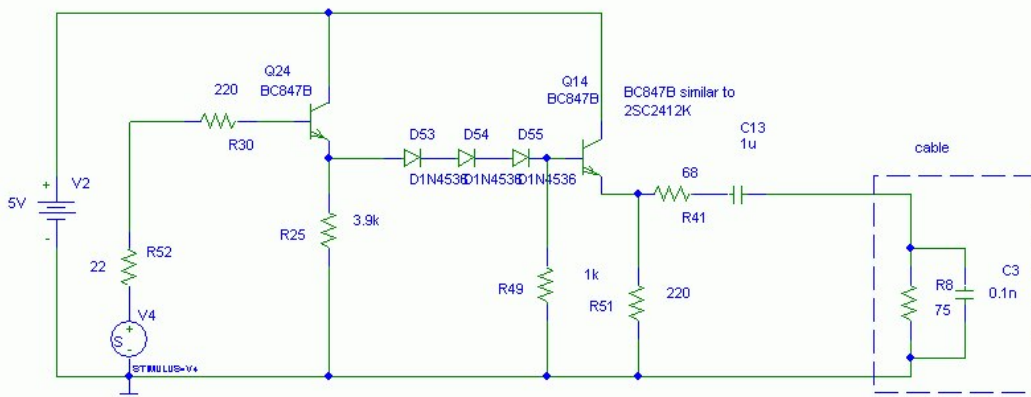 Q24
BC847B
220
R30
Q14
BC847B
BC847B similar to
2SC2412K
C13
1u
cable
D53
D54
D55
D1N4536
D1N4536
D1N4536
V2
5V
+
-
68
R41
R25
3.9k
R52
22
V4
S
+
-
STIMULUS=V4
R49
1k
R51
220
R8
75
C3
0.1n